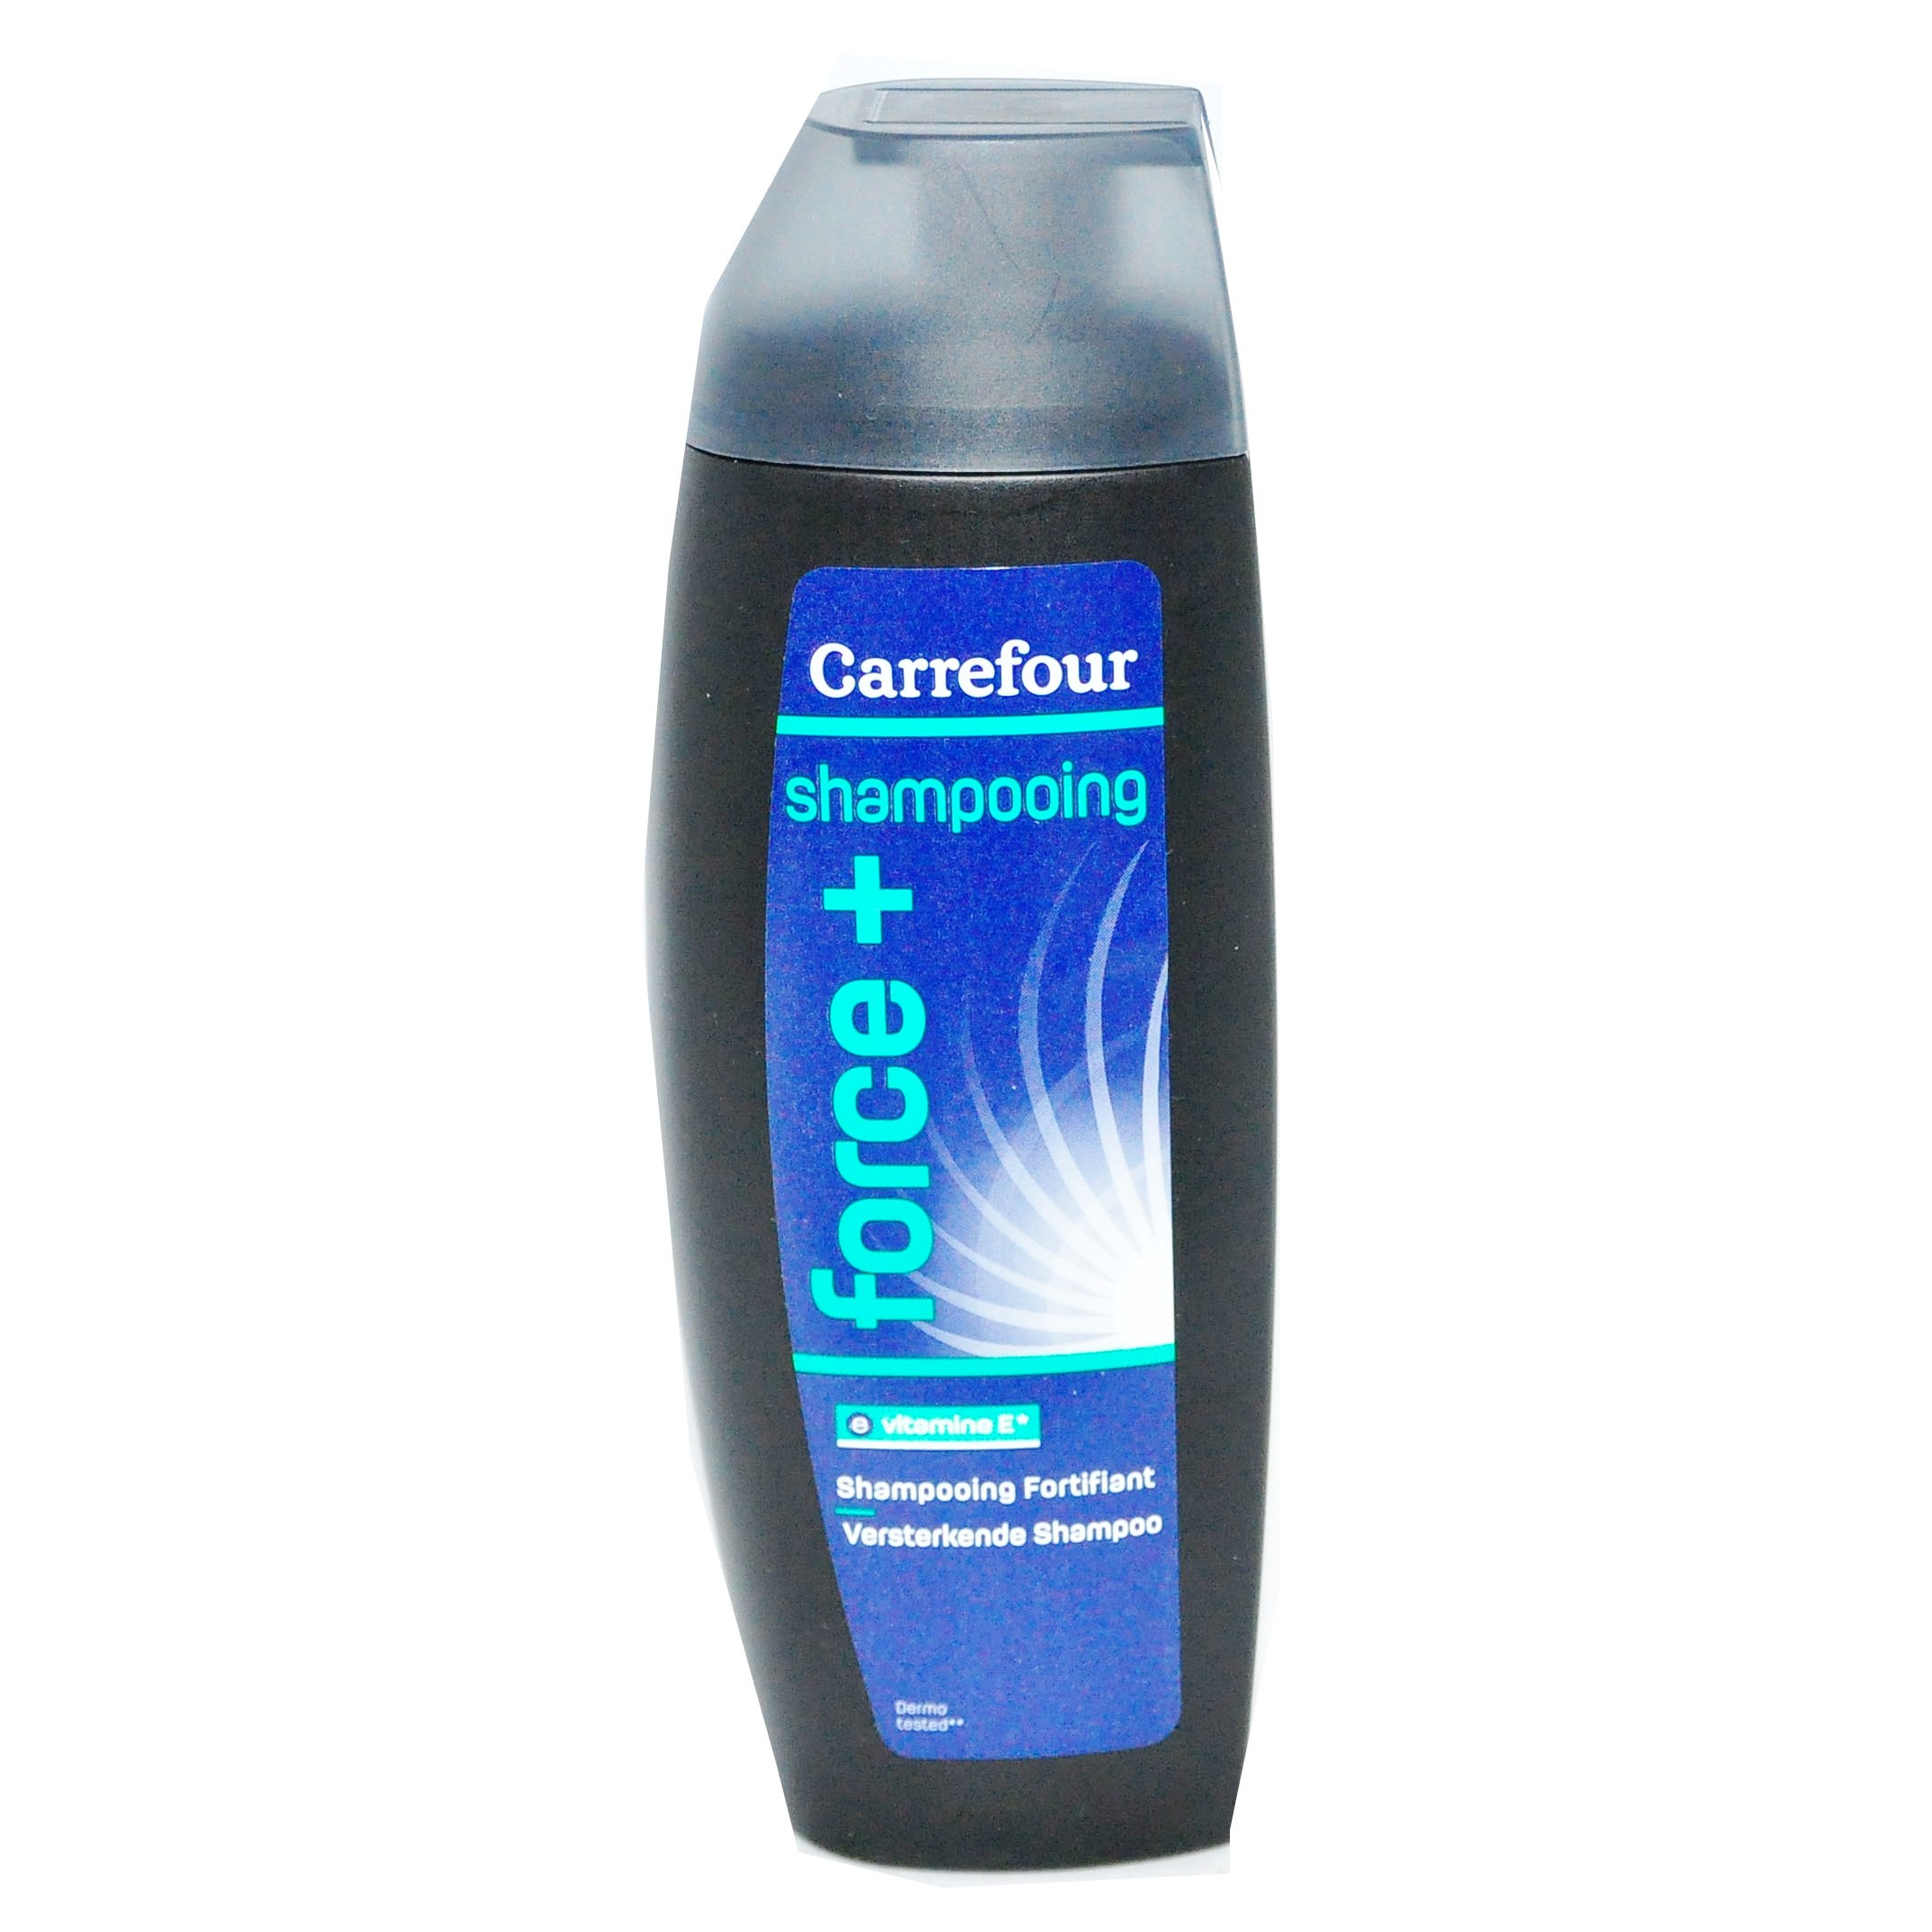 Carrefour
shampooing
force +
e vitamine E*
Shampooing Fortifiant
Versterkende Shampoo
Dermo
tested**